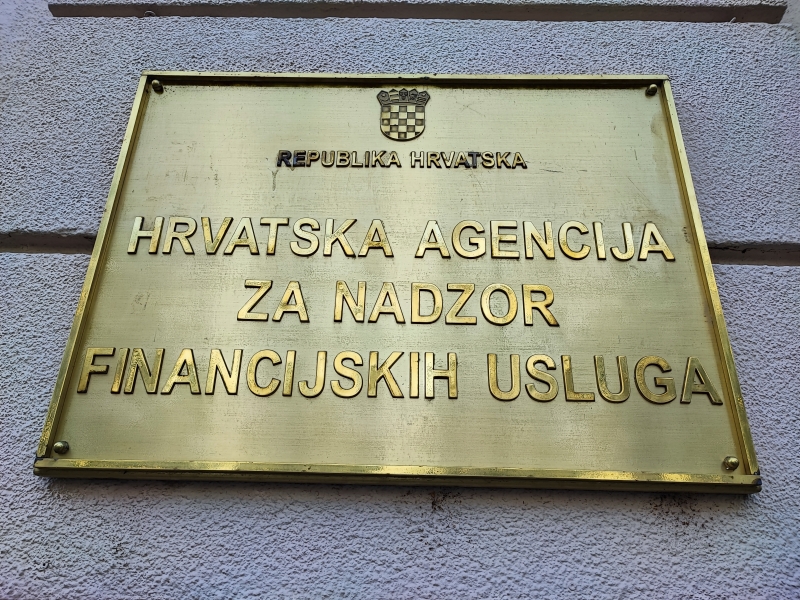 REPUBLIKA HRVATSKA
HRVATSKA AGENCIJA
ZA NADZOR
FINANCIJSKIH USLUGA